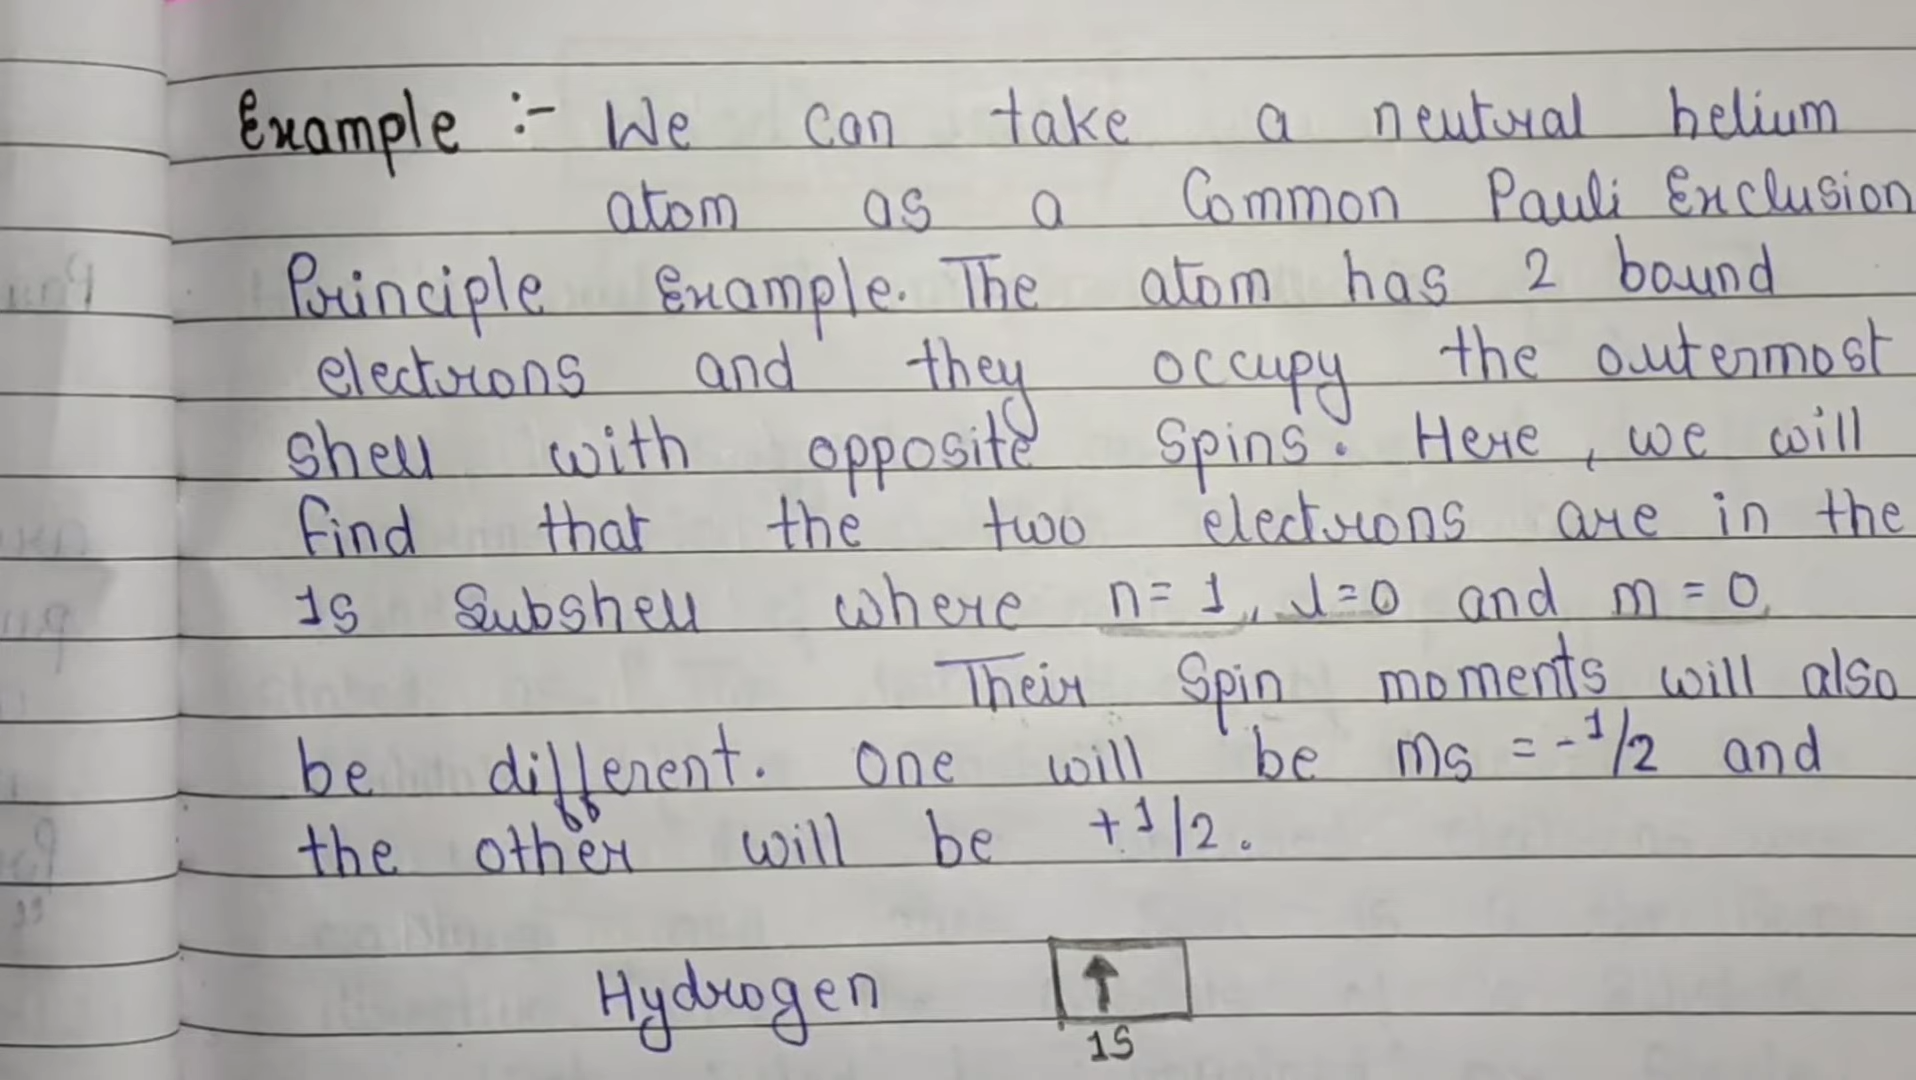 Example :- We can take a neutral helium
atom as a Common Pauli Exclusion
Principle Example. The atom has 2 bound
electrons and they occupy the outermost
shell with opposite spins. Here, we will
find that the two electrons are in the
1s Subshell where n=1, l=0 and m=0
Their Spin moments will also
be different. One will be ms = -1/2 and
the other will be +1/2.
Hydrogen ↑
1S